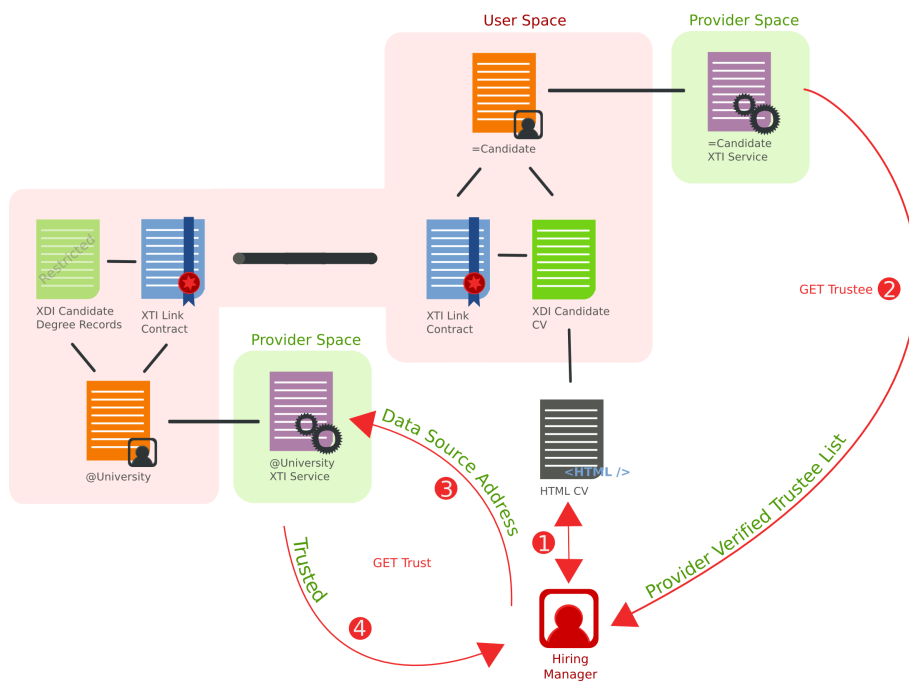 User Space
Provider Space
=Candidate
=Candidate
XTI Service
Restricted
XDI Candidate
Degree Records
XTI Link
Contract
XTI Link
Contract
XDI Candidate
CV
GET Trustee 2
Provider Space
@University
@University
XTI Service
Data Source Address
3
<HTML />
HTML CV
1
Provider Verified Trustee List
Trusted
GET Trust
4
Hiring
Manager